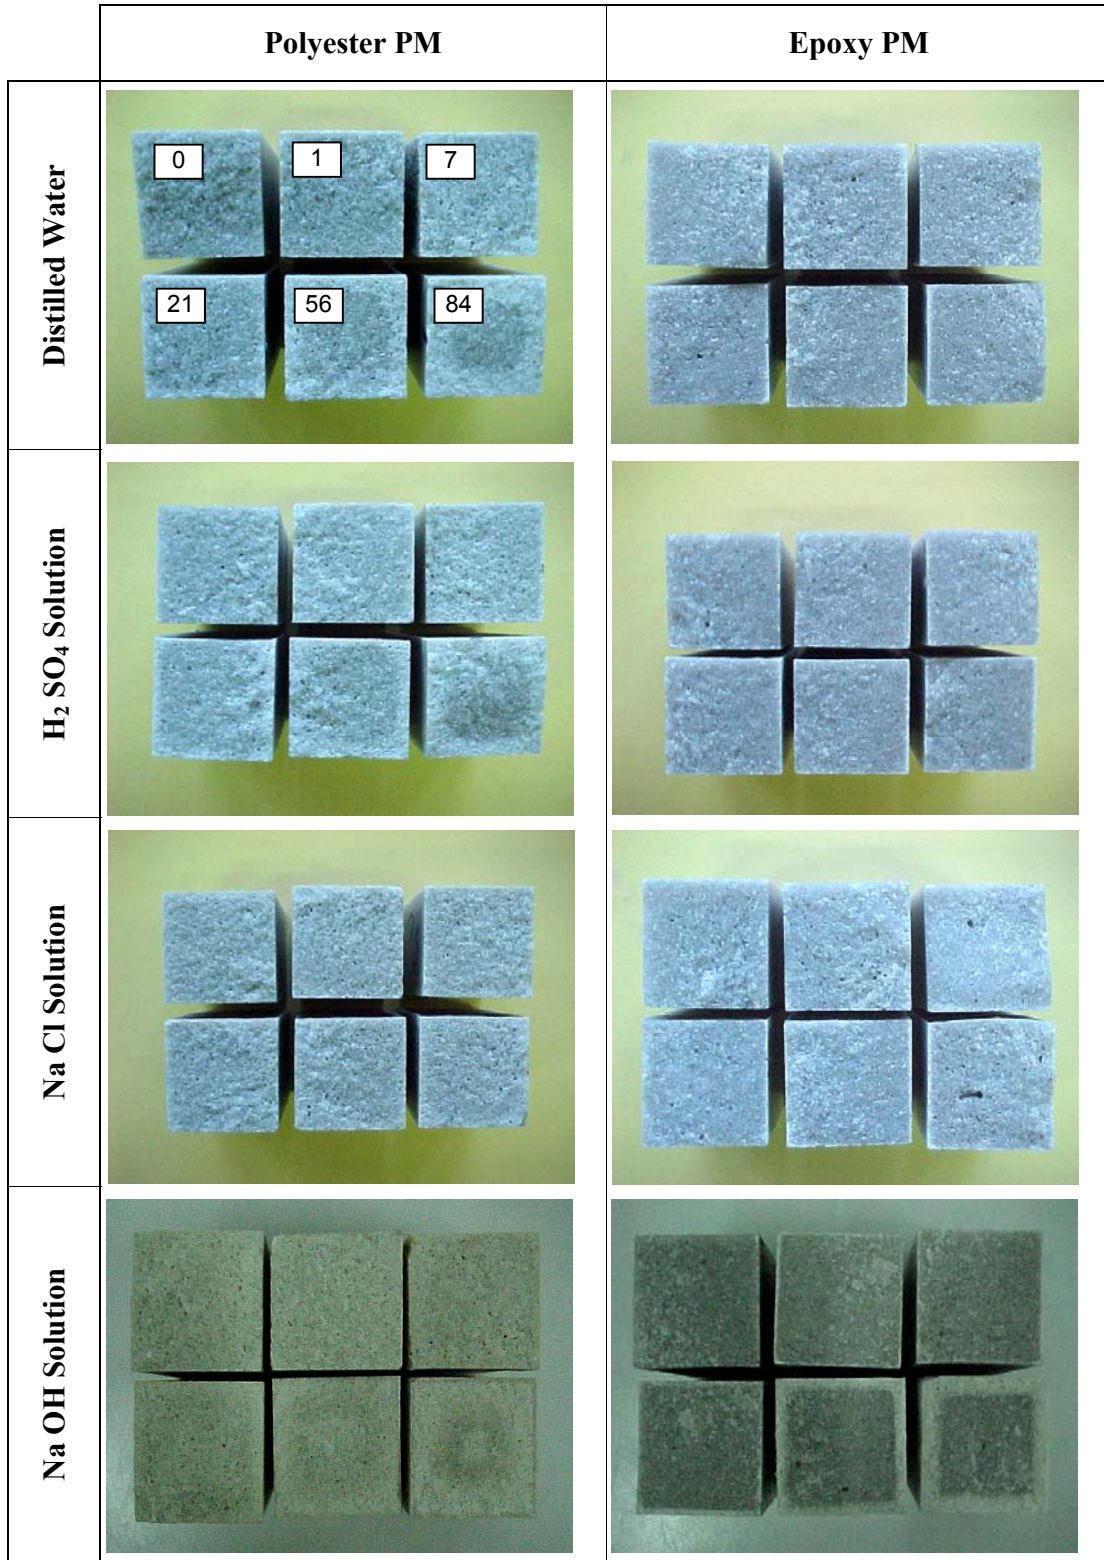 Polyester PM
Epoxy PM
Distilled Water
0
1
7
21
56
84
H₂ SO₄ Solution
Na Cl Solution
Na OH Solution